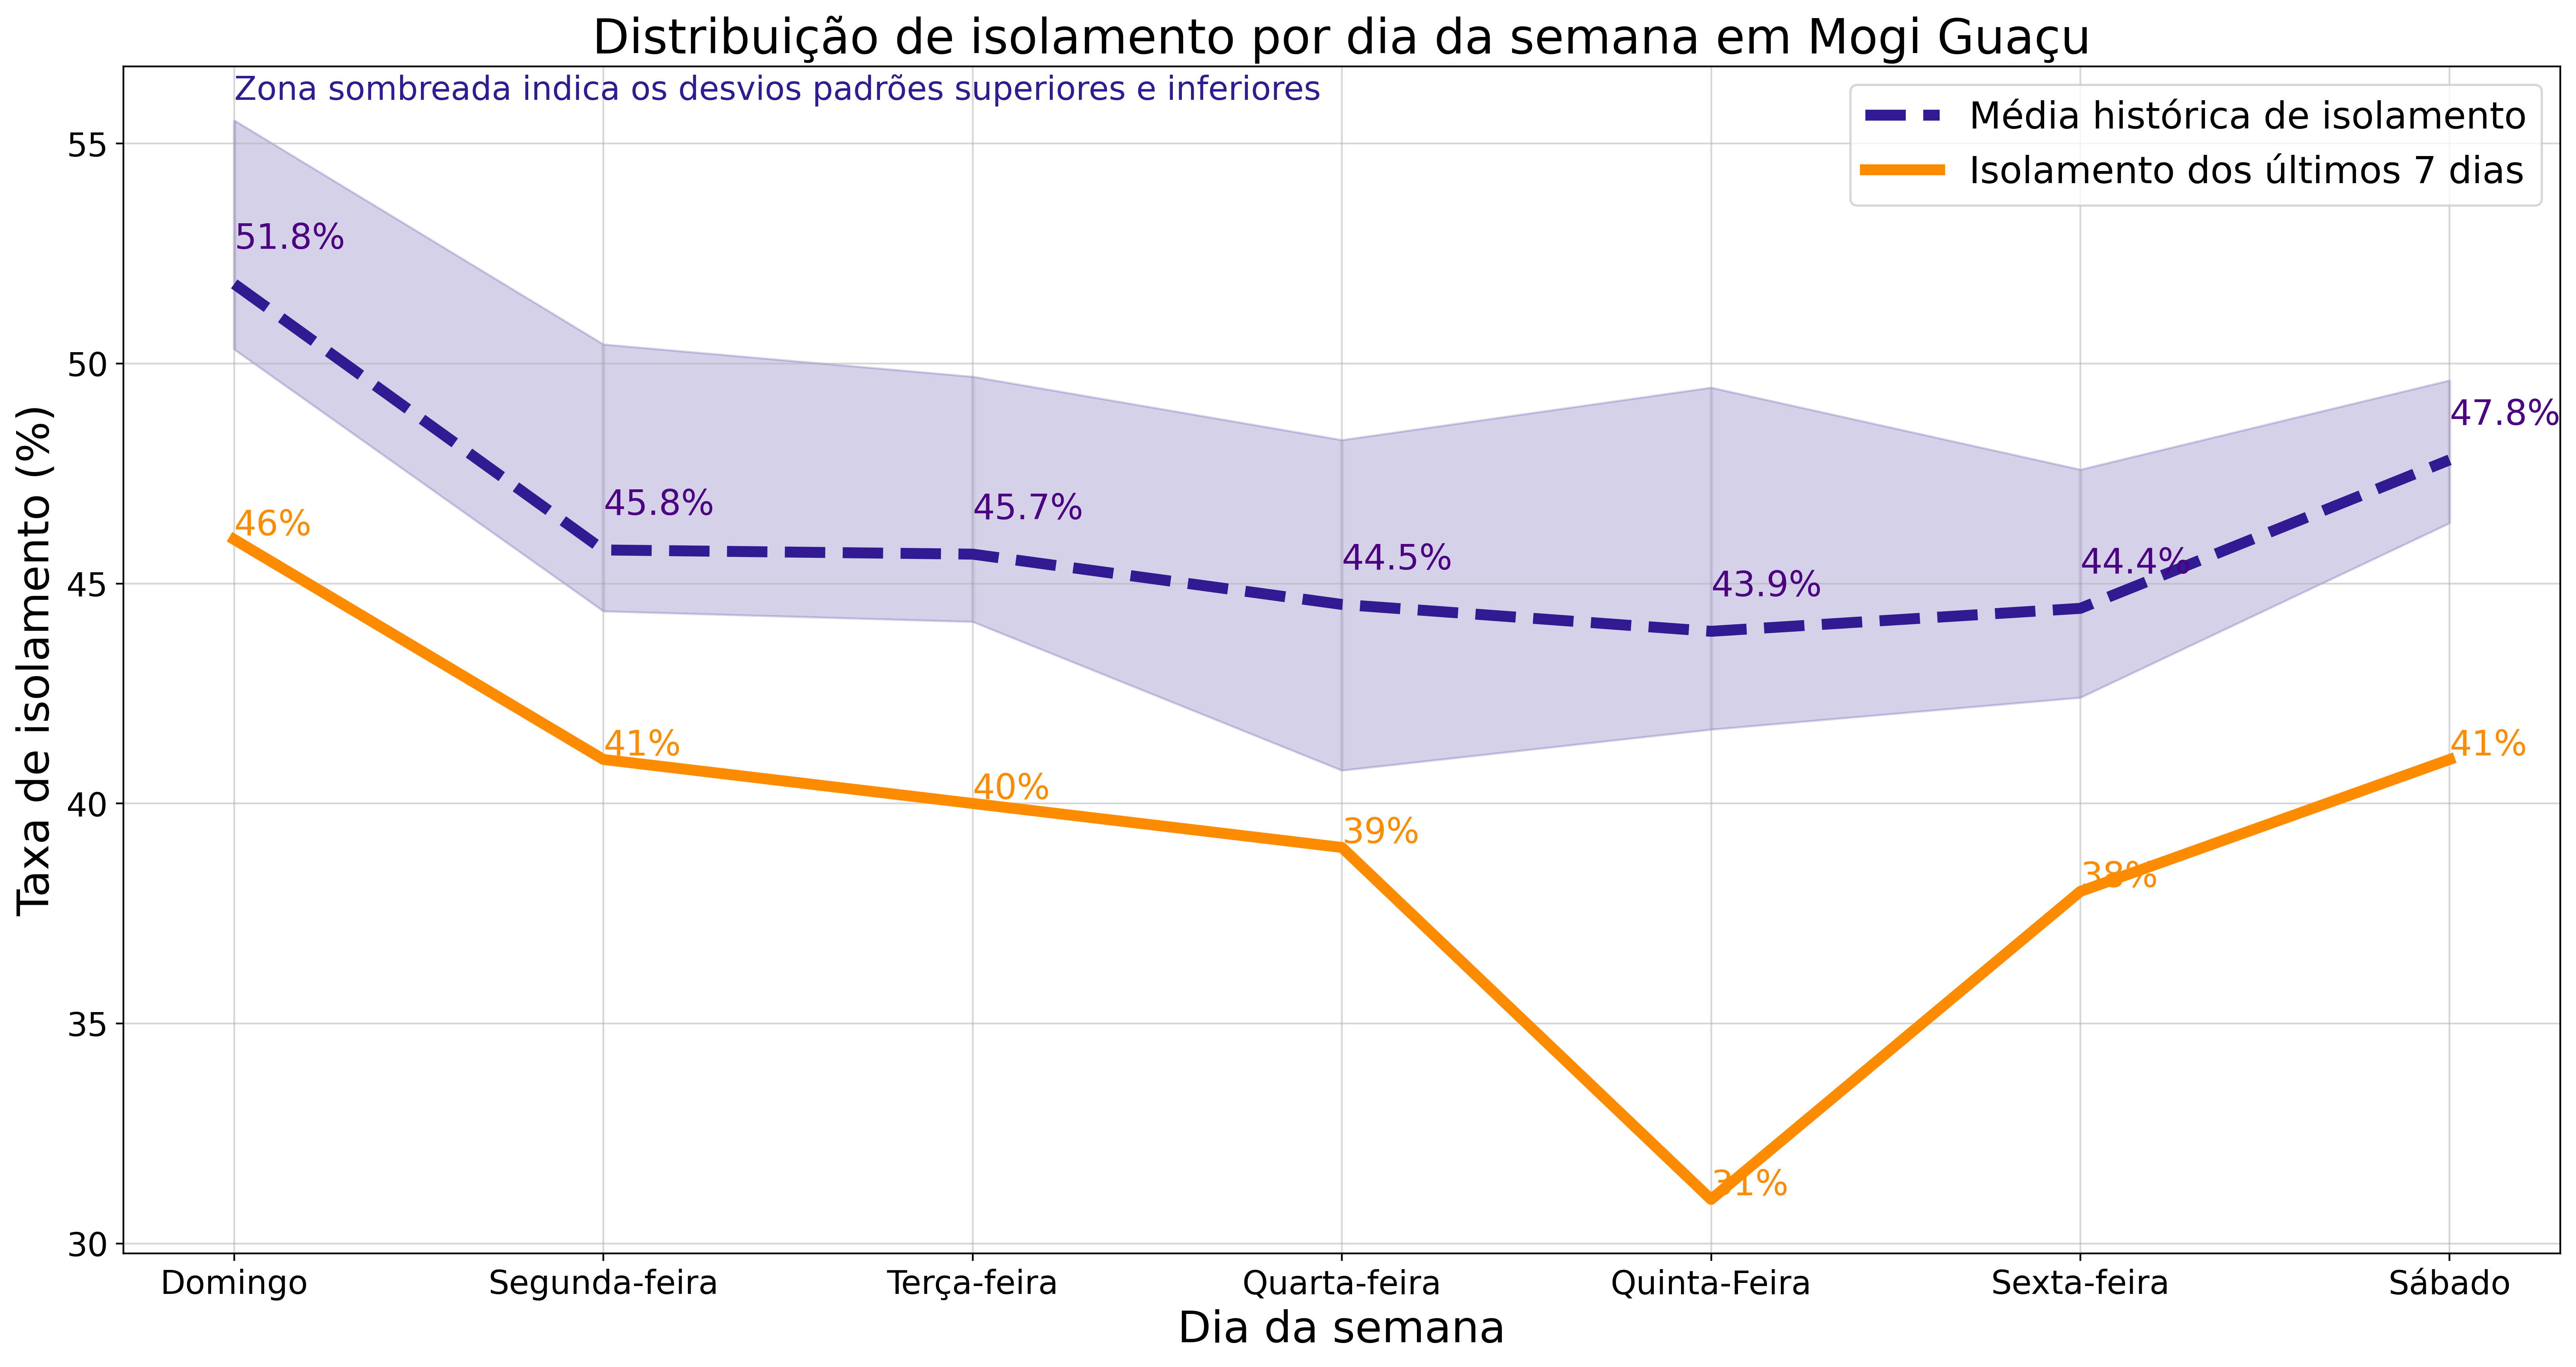 Distribuição de isolamento por dia da semana em Mogi Guaçu
Zona sombreada indica os desvios padrões superiores e inferiores
Média histórica de isolamento
Isolamento dos últimos 7 dias
Taxa de isolamento (%)
55
50
45
40
35
30
51.8%
45.8%
45.7%
44.5%
43.9%
44.4%
47.8%
46%
41%
40%
39%
31%
38%
41%
Domingo
Segunda-feira
Terça-feira
Quarta-feira
Quinta-Feira
Sexta-feira
Sábado
Dia da semana